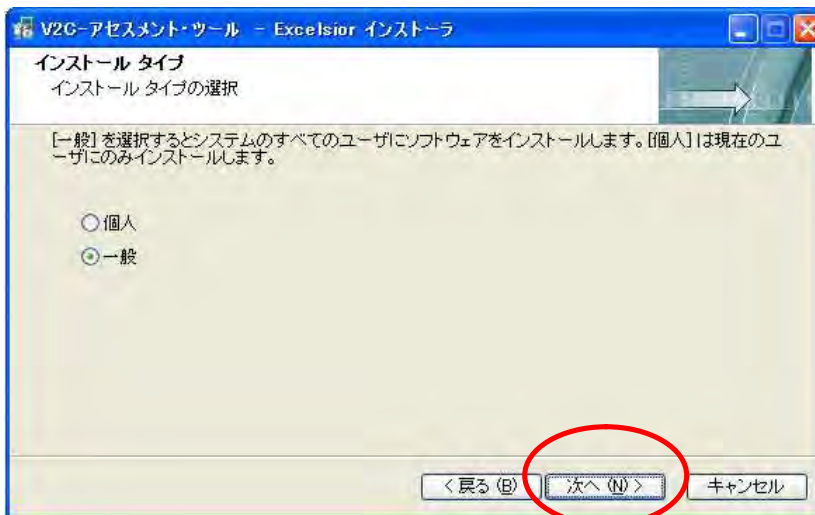 V2C-アセスメント・ツール - Excelsior インストーラ
インストール タイプ
インストール タイプの選択
[一般] を選択するとシステムのすべてのユーザにソフトウェアをインストールします。[個人] は現在のユ
ーザにのみインストールします。
個人
一般
< 戻る (B)
次へ (N) >
キャンセル